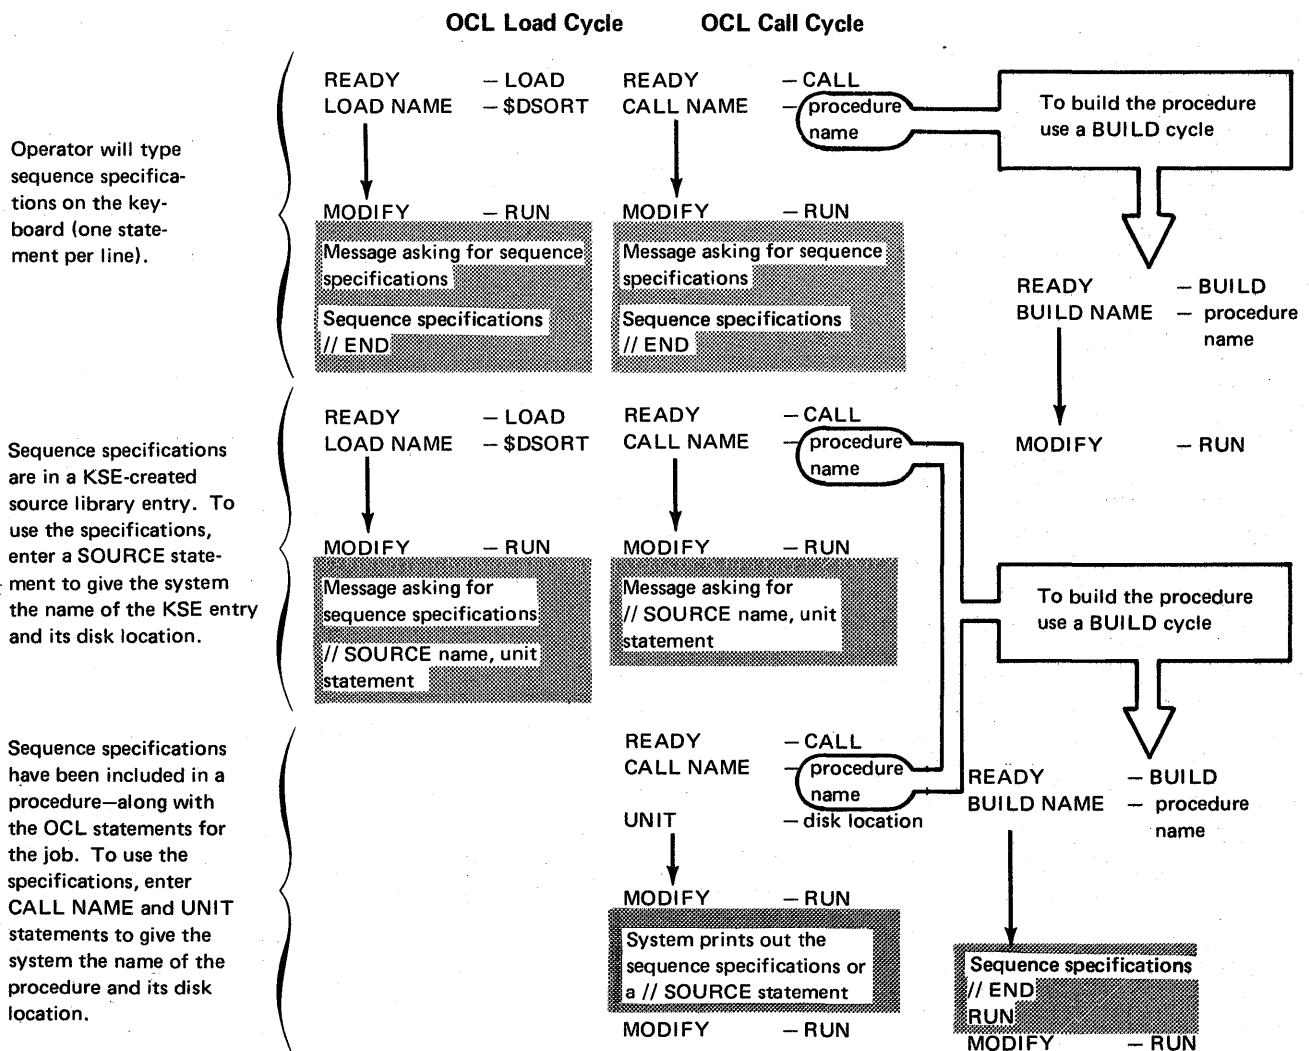 OCL Load Cycle
OCL Call Cycle
Operator will type
sequence specifica-
tions on the key-
board (one state-
ment per line).
READY – LOAD
LOAD NAME – $DSORT
MODIFY – RUN
Message asking for sequence
specifications
Sequence specifications
// END
READY – CALL
CALL NAME – procedure
name
MODIFY – RUN
Message asking for sequence
specifications
Sequence specifications
// END
To build the procedure
use a BUILD cycle
READY – BUILD
BUILD NAME – procedure
name
MODIFY – RUN
Sequence specifications
are in a KSE-created
source library entry. To
use the specifications,
enter a SOURCE state-
ment to give the system
the name of the KSE entry
and its disk location.
READY – LOAD
LOAD NAME – $DSORT
MODIFY – RUN
Message asking for
sequence specifications
// SOURCE name, unit
statement
READY – CALL
CALL NAME – procedure
name
MODIFY – RUN
Message asking for
// SOURCE name, unit
statement
To build the procedure
use a BUILD cycle
Sequence specifications
have been included in a
procedure—along with
the OCL statements for
the job. To use the
specifications, enter
CALL NAME and UNIT
statements to give the
system the name of the
procedure and its disk
location.
READY – CALL
CALL NAME – procedure
name
UNIT – disk location
MODIFY – RUN
System prints out the
sequence specifications or
a // SOURCE statement
MODIFY – RUN
READY – BUILD
BUILD NAME – procedure
name
Sequence specifications
// END
RUN
MODIFY – RUN